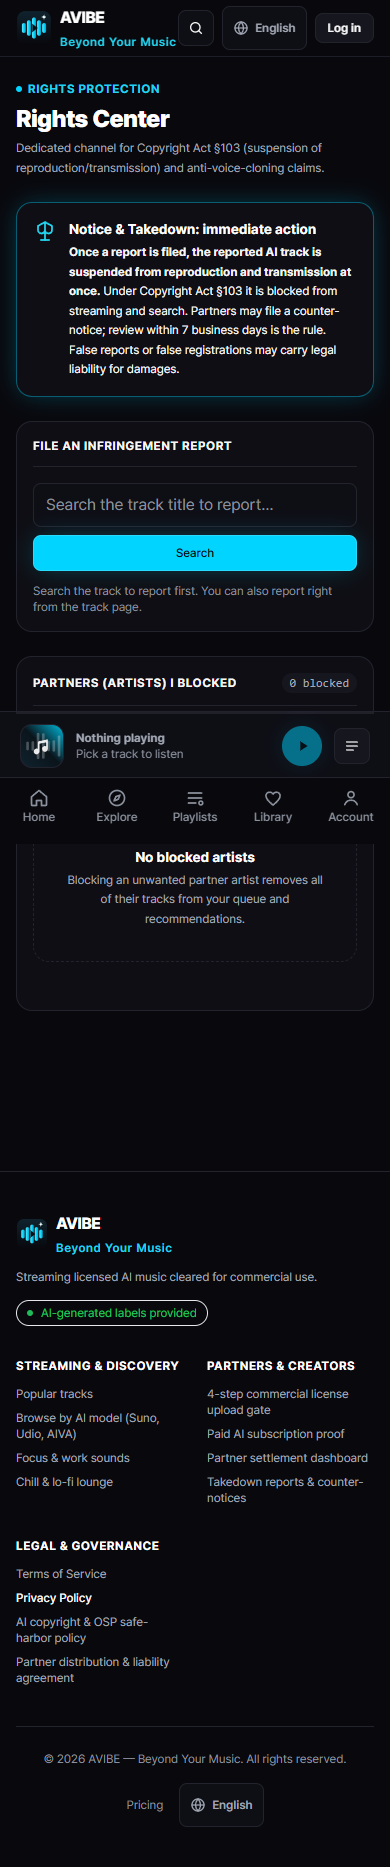 AVIBE
Beyond Your Music
English
Log in
RIGHTS PROTECTION
Rights Center
Dedicated channel for Copyright Act §103 (suspension of
reproduction/transmission) and anti-voice-cloning claims.
Notice & Takedown: immediate action
Once a report is filed, the reported AI track is
suspended from reproduction and transmission at
once. Under Copyright Act §103 it is blocked from
streaming and search. Partners may file a counter-
notice; review within 7 business days is the rule.
False reports or false registrations may carry legal
liability for damages.
FILE AN INFRINGEMENT REPORT
Search the track title to report...
Search
Search the track to report first. You can also report right
from the track page.
PARTNERS (ARTISTS) I BLOCKED
0 blocked
Nothing playing
Pick a track to listen
Home
Explore
Playlists
Library
Account
No blocked artists
Blocking an unwanted partner artist removes all
of their tracks from your queue and
recommendations.
AVIBE
Beyond Your Music
Streaming licensed AI music cleared for commercial use.
AI-generated labels provided
STREAMING & DISCOVERY
Popular tracks
Browse by AI model (Suno,
Udio, AIVA)
Focus & work sounds
Chill & lo-fi lounge
PARTNERS & CREATORS
4-step commercial license
upload gate
Paid AI subscription proof
Partner settlement dashboard
Takedown reports & counter-
notices
LEGAL & GOVERNANCE
Terms of Service
Privacy Policy
AI copyright & OSP safe-
harbor policy
Partner distribution & liability
agreement
© 2026 AVIBE — Beyond Your Music. All rights reserved.
Pricing
English